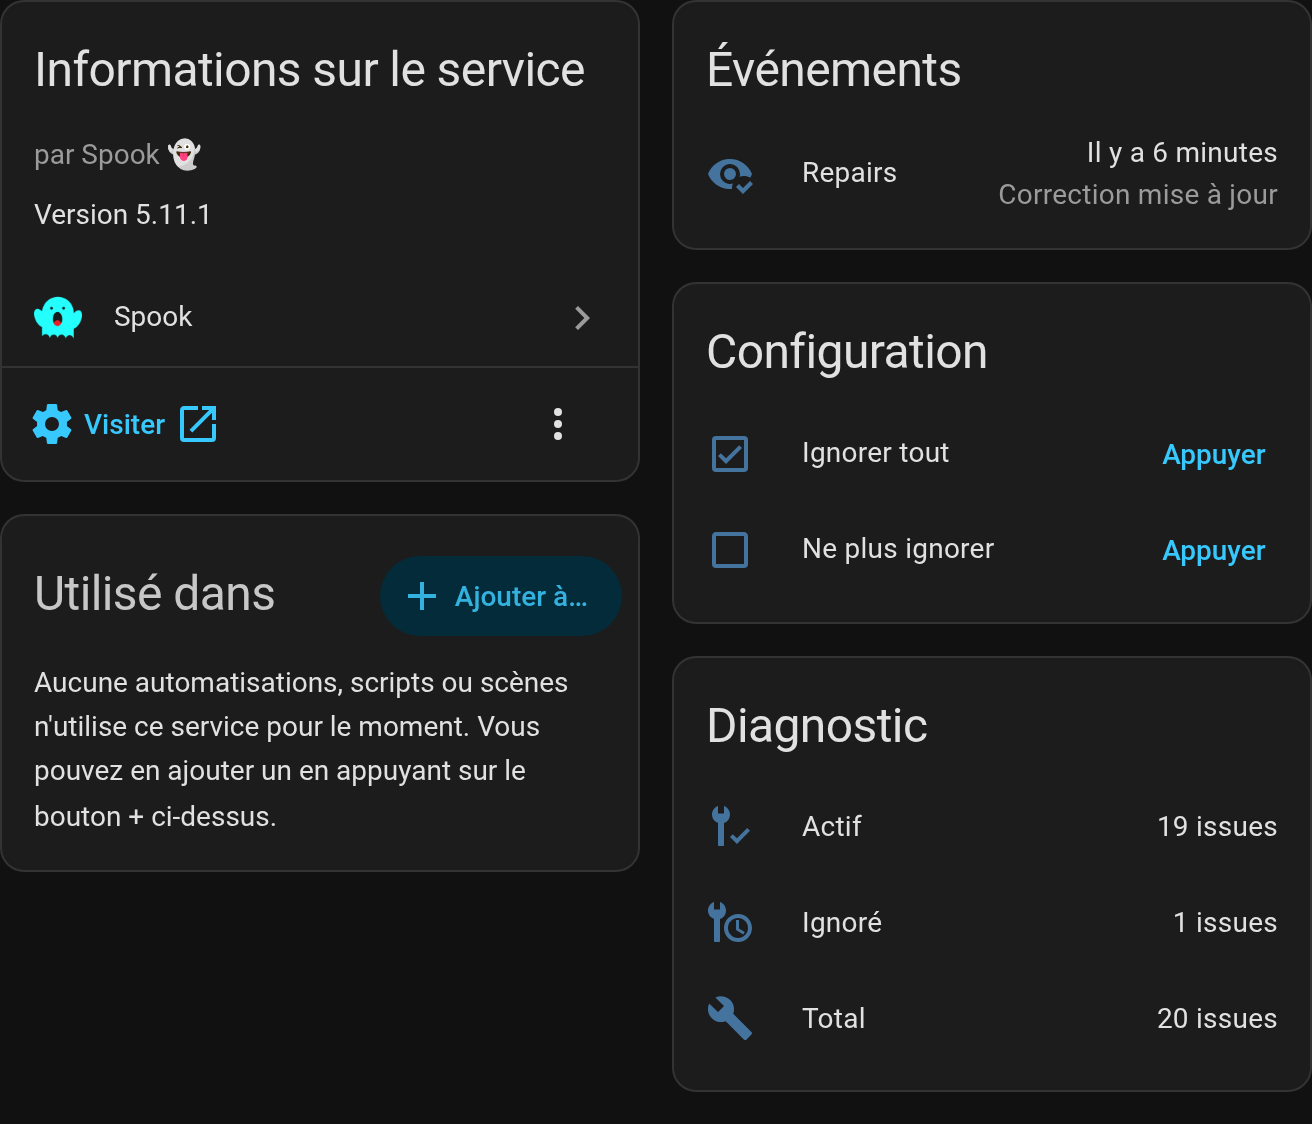 Informations sur le service
par Spook 👻
Version 5.11.1
Spook
Visiter
Utilisé dans
Ajouter à…
Aucune automatisations, scripts ou scènes
n'utilise ce service pour le moment. Vous
pouvez en ajouter un en appuyant sur le
bouton + ci-dessus.
Événements
Repairs
Il y a 6 minutes
Correction mise à jour
Configuration
Ignorer tout Appuyer
Ne plus ignorer Appuyer
Diagnostic
Actif 19 issues
Ignoré 1 issues
Total 20 issues